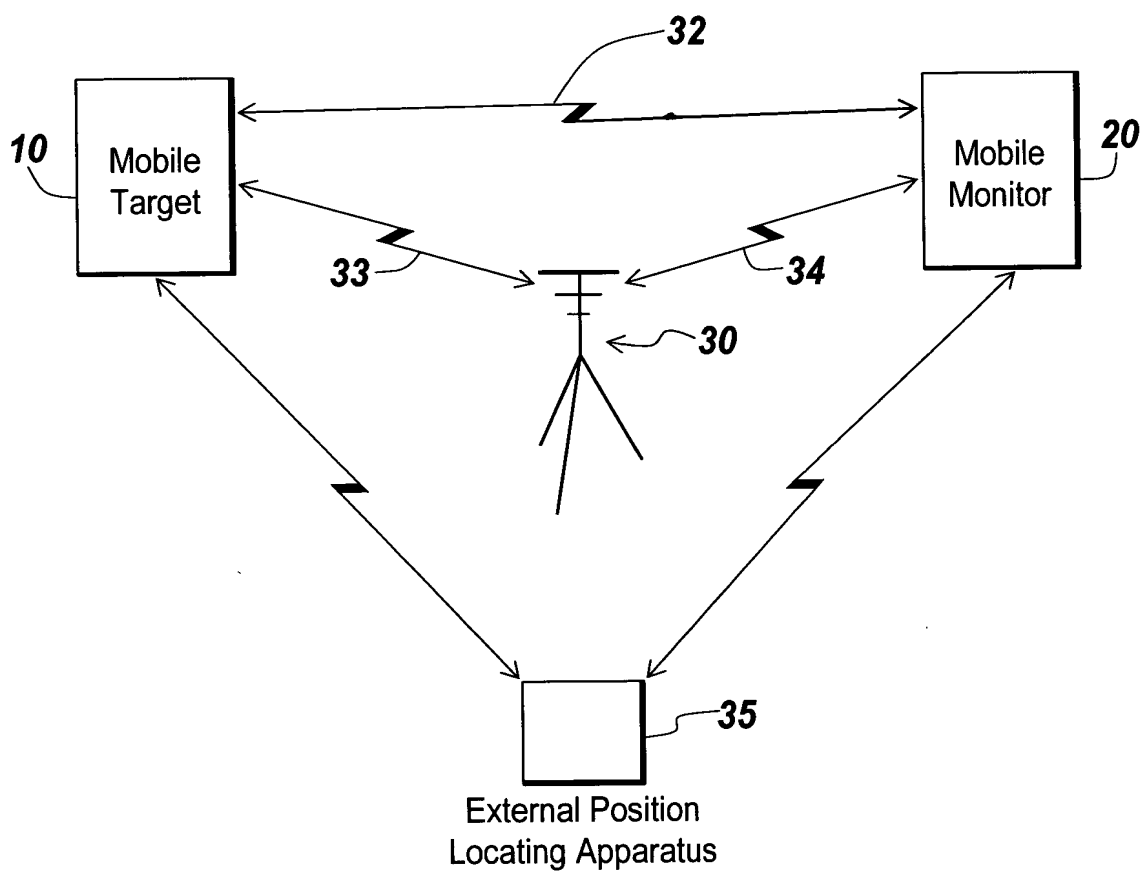 32
10
Mobile
Target
Mobile
Monitor
20
33
34
30
35
External Position
Locating Apparatus